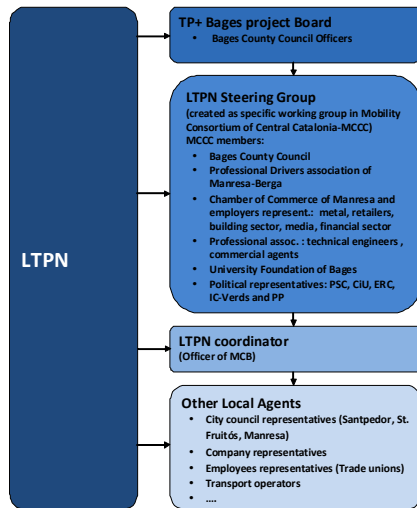 LTPN
TP+ Bages project Board
• Bages County Council Officers
LTPN Steering Group
(created as specific working group in Mobility
Consortium of Central Catalonia-MCCC)
MCCC members:
• Bages County Council
• Professional Drivers association of
Manresa-Berga
• Chamber of Commerce of Manresa and
employers represent.: metal, retailers,
building sector, media, financial sector
• Professional assoc. : technical engineers ,
commercial agents
• University Foundation of Bages
• Political representatives: PSC, CiU, ERC,
IC-Verds and PP
LTPN coordinator
(Officer of MCB)
Other Local Agents
• City council representatives (Santpedor, St.
Fruitós, Manresa)
• Company representatives
• Employees representatives (Trade unions)
• Transport operators
• ....